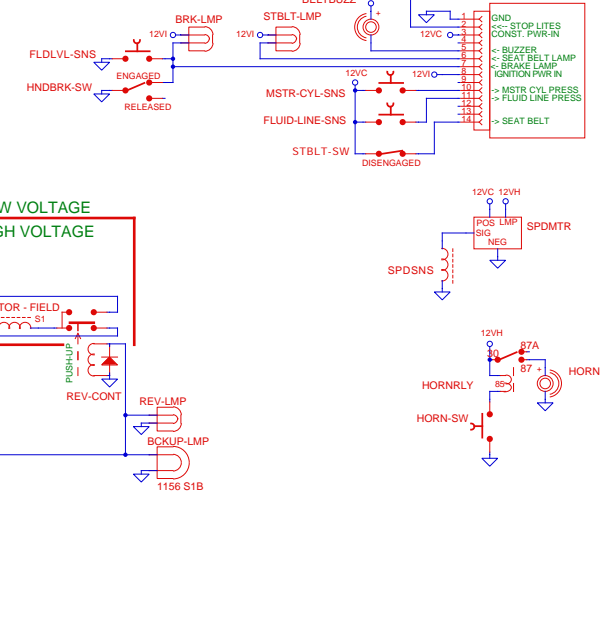 BELTBUZZ
BRK-LMP
STBLT-LMP
12VI
12VI
FLDLVL-SNS
ENGAGED
HNDBRK-SW
RELEASED
1 GND
2 <<-- STOP LITES
12VC 3 CONST. PWR-IN
4
5 <- BUZZER
6 <- SEAT BELT LAMP
7 <- BRAKE LAMP
12VI 8 IGNITION PWR IN
9
10 -> MSTR CYL PRESS
11 -> FLUID LINE PRESS
12
13
14 -> SEAT BELT
12VC
MSTR-CYL-SNS
FLUID-LINE-SNS
STBLT-SW
DISENGAGED
W VOLTAGE
GH VOLTAGE
12VC 12VH
POS LMP
SIG
NEG
SPDMTR
SPDSNS
TOR - FIELD
S1
PUSH-UP
REV-CONT
REV-LMP
BCKUP-LMP
1156 S1B
12VH
30
87A
87
+
HORN
HORNRLY
85
HORN-SW